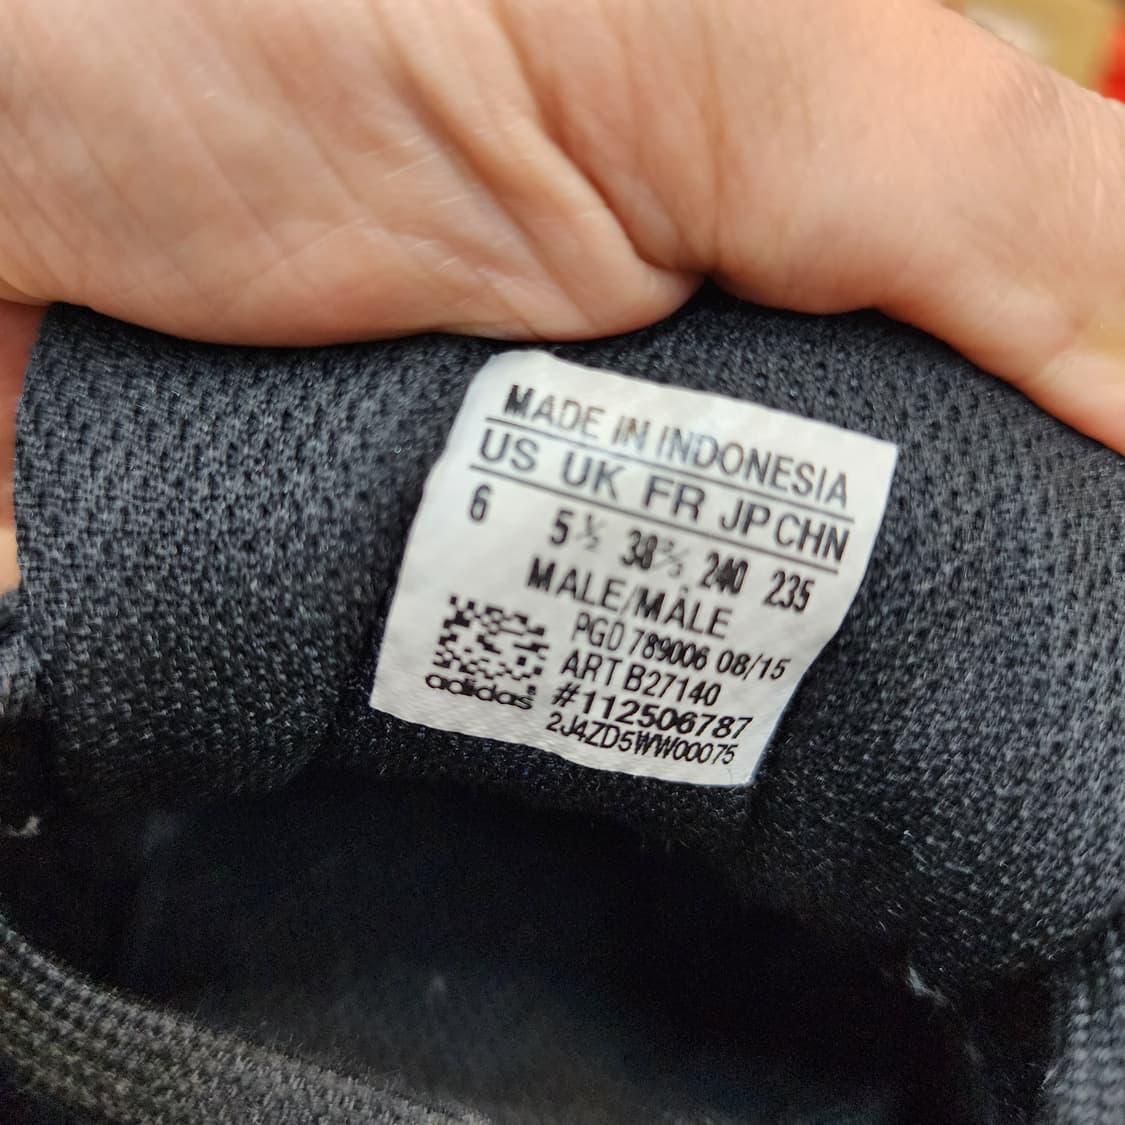 MADE IN INDONESIA
US UK FR JP CHN
6 5½ 38⅔ 240 235
MALE/MÂLE
PGD 789006 08/15
ART B27140
#112506787
2J4ZD5WW00075
adidas